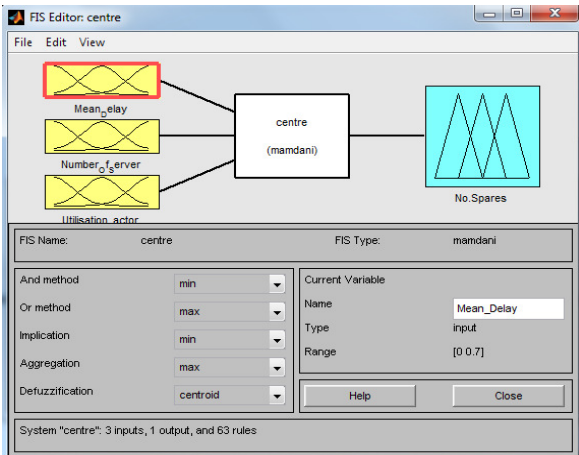 FIS Editor: centre
File Edit View
Mean_Delay
centre
(mamdani)
Number_of_Server
No.Spares
Utilisation_actor
FIS Name: centre FIS Type: mamdani
And method min
Or method max
Implication min
Aggregation max
Defuzzification centroid
Current Variable
Name Mean_Delay
Type input
Range [0 0.7]
Help Close
System "centre": 3 inputs, 1 output, and 63 rules